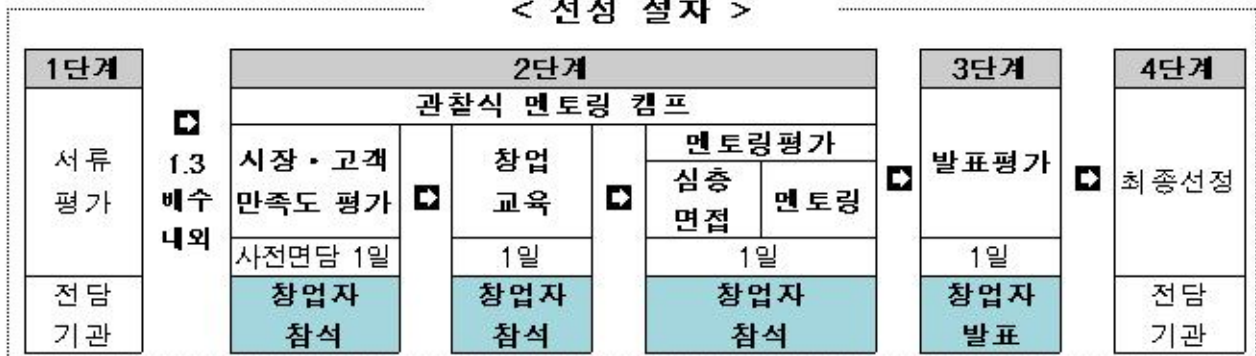 < 선정 절차 >
1단계 2단계 3단계 4단계
관찰식 멘토링 캠프
서류
평가
1.3
배수
내외
시장・고객
만족도 평가
사전면담 1일
창업
교육
1일
멘토링평가
심층
면접
멘토링
1일
발표평가
1일
최종선정
전담
기관
창업자
참석
창업자
참석
창업자
참석
창업자
발표
전담
기관